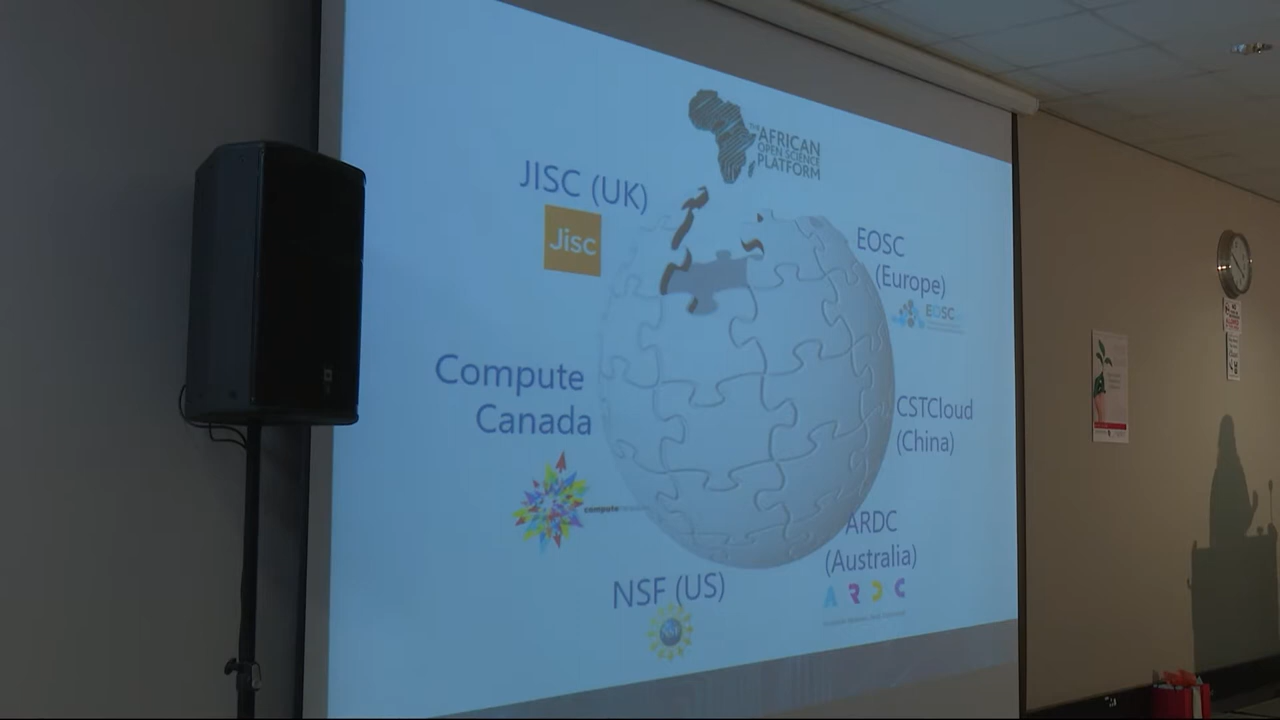 THE AFRICAN
OPEN SCIENCE
PLATFORM
JISC (UK)
Jisc
EOSC
(Europe)
EOSC
Compute
Canada
compute
CSTCloud
(China)
ARDC
(Australia)
ARDC
NSF (US)
NSF